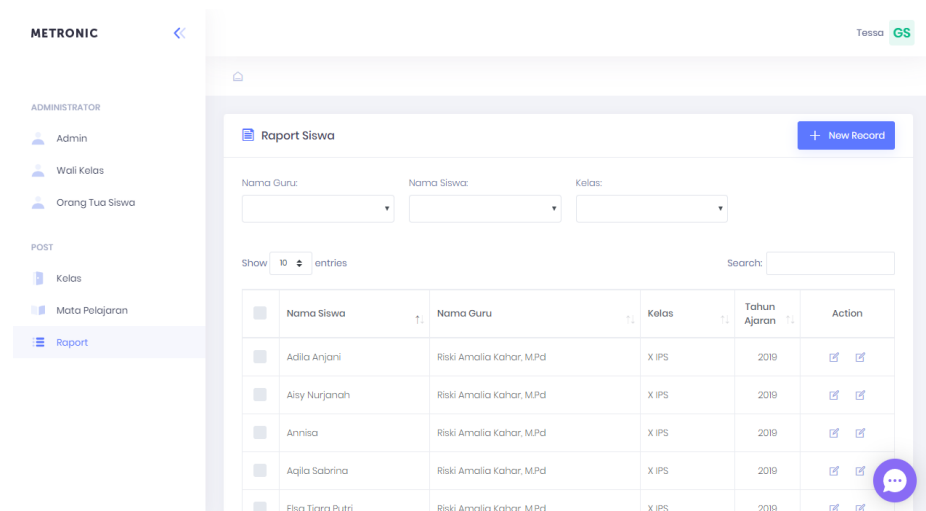 METRONIC
Tessa GS
ADMINISTRATOR
Admin
Wali Kelas
Orang Tua Siswa
POST
Kelas
Mata Pelajaran
Raport
Raport Siswa
New Record
Nama Guru: Nama Siswa: Kelas:
Show 10 entries Search:
Nama Siswa Nama Guru Kelas Tahun Ajaran Action
Adila Anjani Riski Amalia Kahar, M.Pd X IPS 2019
Aisy Nurjanah Riski Amalia Kahar, M.Pd X IPS 2019
Annisa Riski Amalia Kahar, M.Pd X IPS 2019
Aqila Sabrina Riski Amalia Kahar, M.Pd X IPS 2019
Elsa Tiara Putri Riski Amalia Kahar, M.Pd X IPS 2019